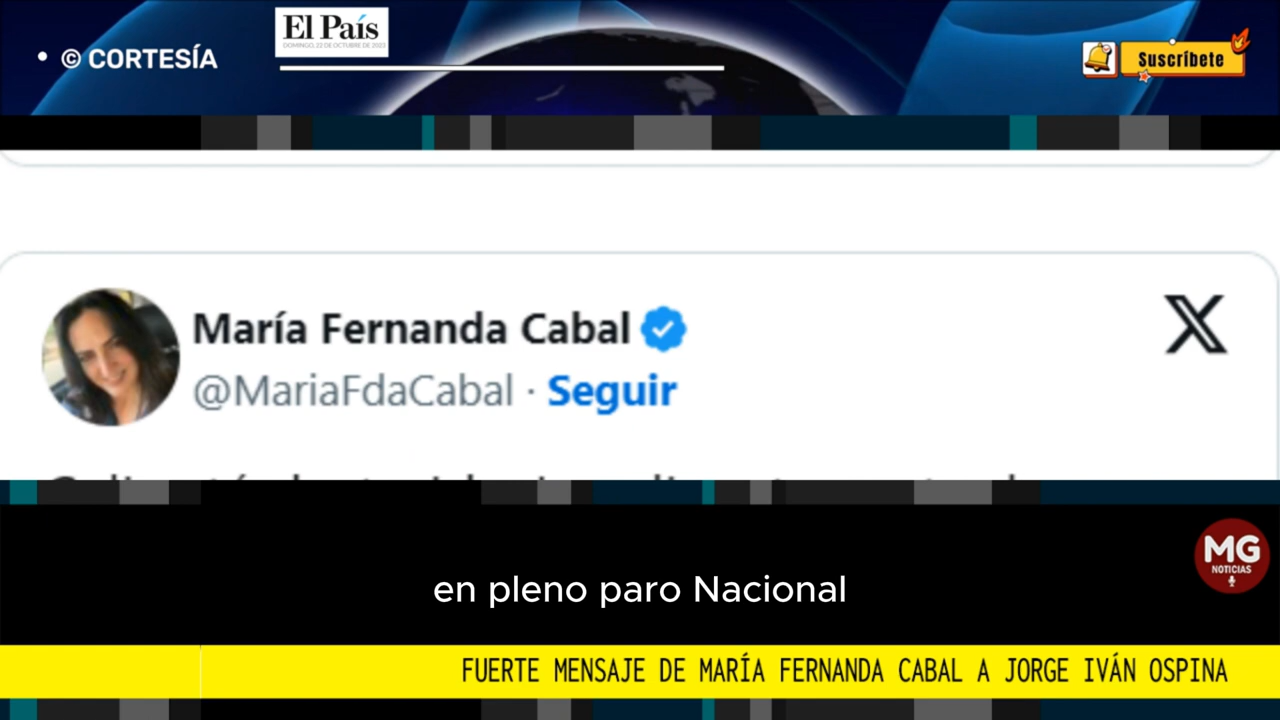 • © CORTESÍA
El País
DOMINGO, 22 DE OCTUBRE DE 2023
Suscríbete
María Fernanda Cabal
@MariaFdaCabal · Seguir
MG
NOTICIAS
en pleno paro Nacional
FUERTE MENSAJE DE MARÍA FERNANDA CABAL A JORGE IVÁN OSPINA